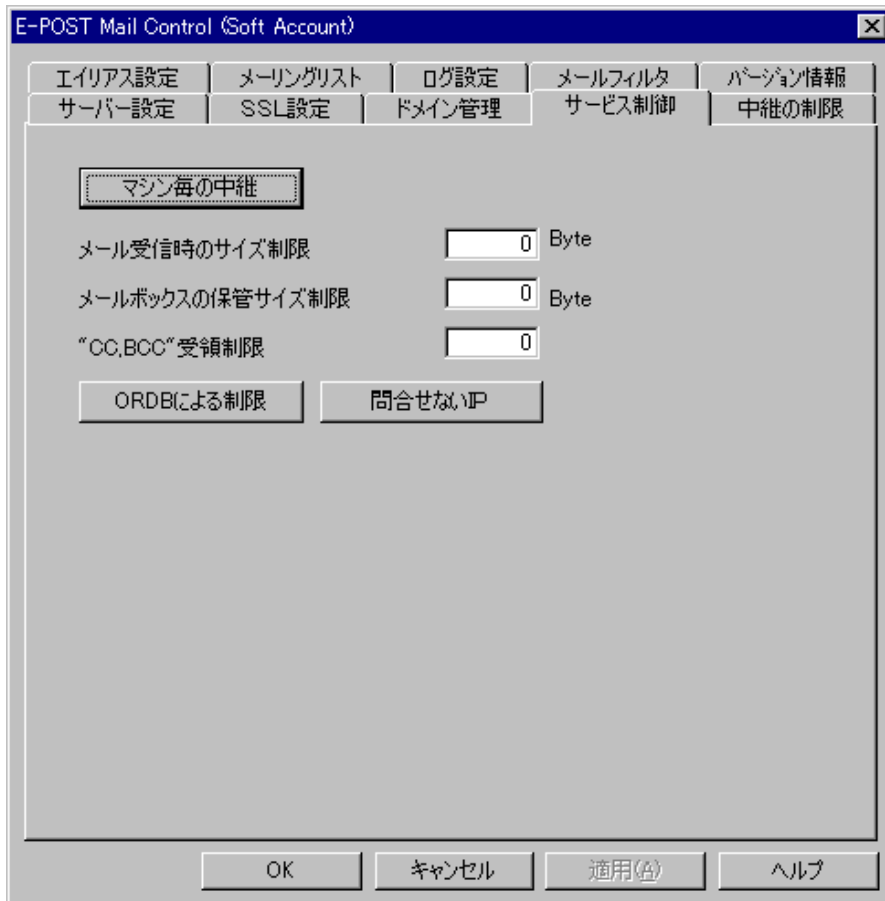 E-POST Mail Control (Soft Account)
エイリアス設定 メーリングリスト ログ設定 メールフィルタ バージョン情報
サーバー設定 SSL設定 ドメイン管理 サービス制御 中継の制限
マシン毎の中継
メール受信時のサイズ制限 0 Byte
メールボックスの保管サイズ制限 0 Byte
"CC,BCC"受領制限 0
ORDBによる制限 問合せないIP
OK キャンセル 適用(A) ヘルプ